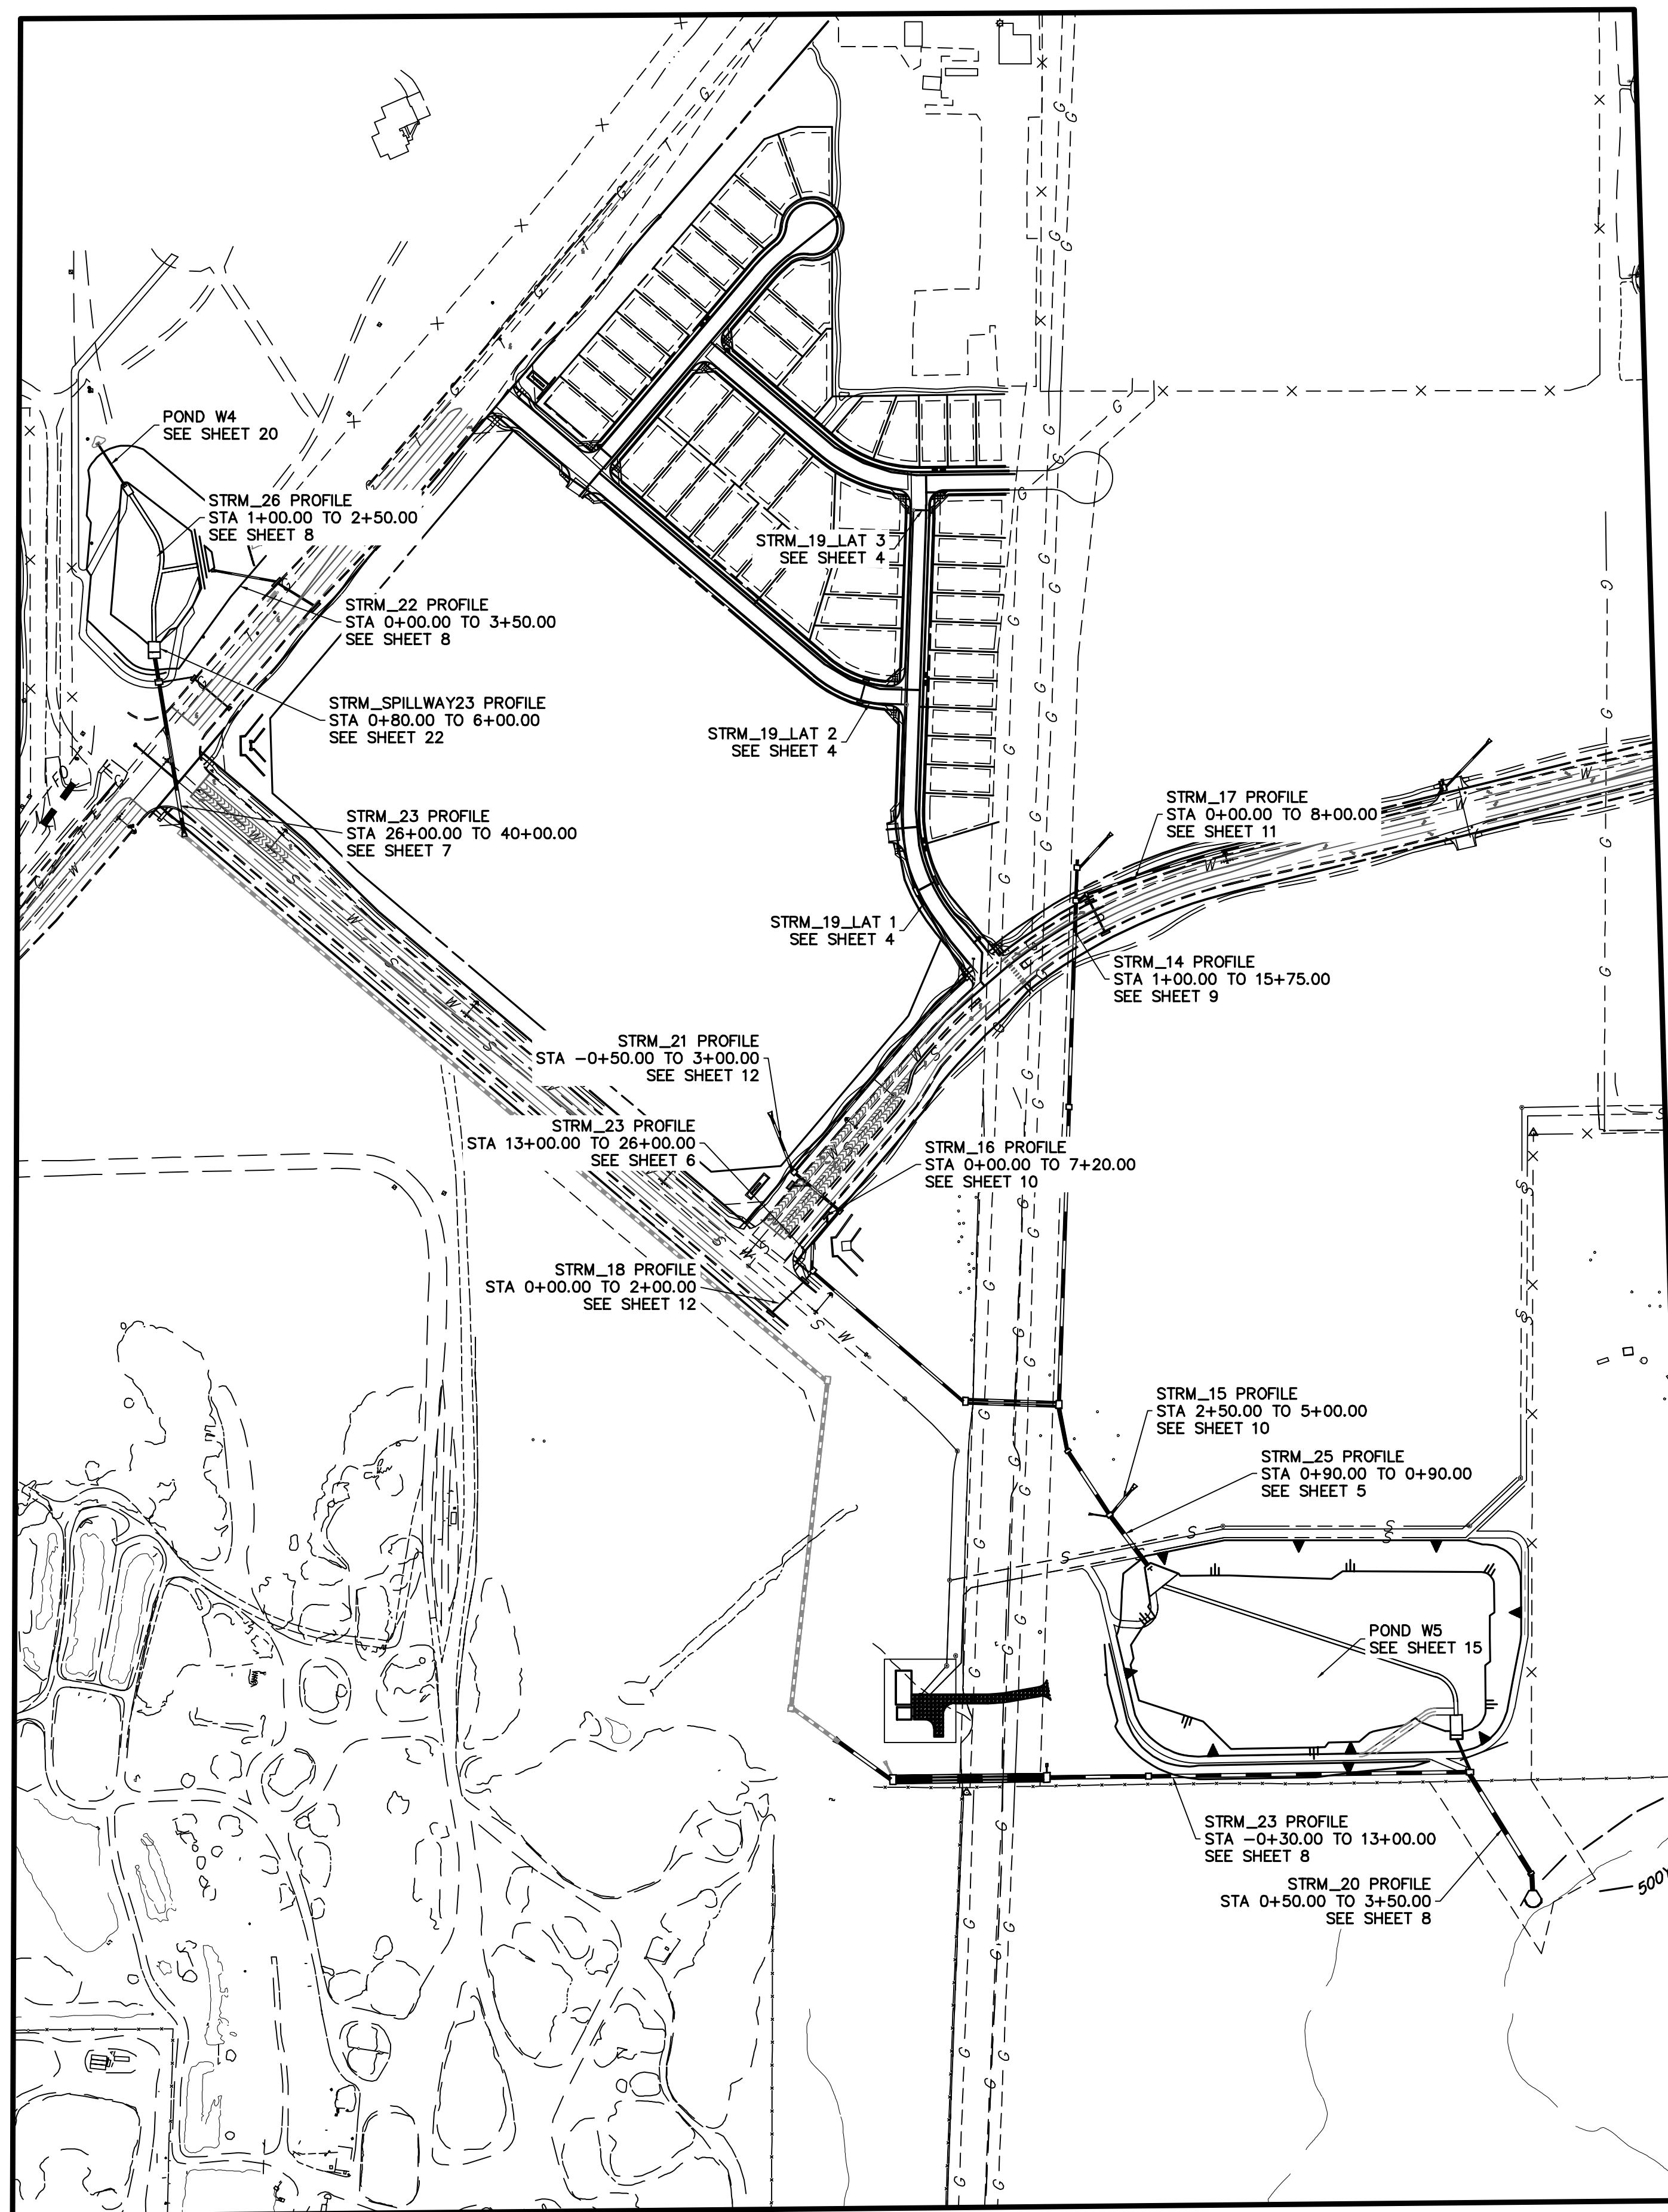 POND W4
SEE SHEET 20
STRM_26 PROFILE
STA 1+00.00 TO 2+50.00
SEE SHEET 8
STRM_19_LAT 3
SEE SHEET 4
STRM_22 PROFILE
STA 0+00.00 TO 3+50.00
SEE SHEET 8
STRM_SPILLWAY23 PROFILE
STA 0+80.00 TO 6+00.00
SEE SHEET 22
STRM_19_LAT 2
SEE SHEET 4
STRM_23 PROFILE
STA 26+00.00 TO 40+00.00
SEE SHEET 7
STRM_17 PROFILE
STA 0+00.00 TO 8+00.00
SEE SHEET 11
STRM_19_LAT 1
SEE SHEET 4
STRM_14 PROFILE
STA 1+00.00 TO 15+75.00
SEE SHEET 9
STRM_21 PROFILE
STA -0+50.00 TO 3+00.00
SEE SHEET 12
STRM_23 PROFILE
STA 13+00.00 TO 26+00.00
SEE SHEET 6
STRM_16 PROFILE
STA 0+00.00 TO 7+20.00
SEE SHEET 10
STRM_18 PROFILE
STA 0+00.00 TO 2+00.00
SEE SHEET 12
STRM_15 PROFILE
STA 2+50.00 TO 5+00.00
SEE SHEET 10
STRM_25 PROFILE
STA 0+90.00 TO 0+90.00
SEE SHEET 5
POND W5
SEE SHEET 15
STRM_23 PROFILE
STA -0+30.00 TO 13+00.00
SEE SHEET 8
STRM_20 PROFILE
STA 0+50.00 TO 3+50.00
SEE SHEET 8